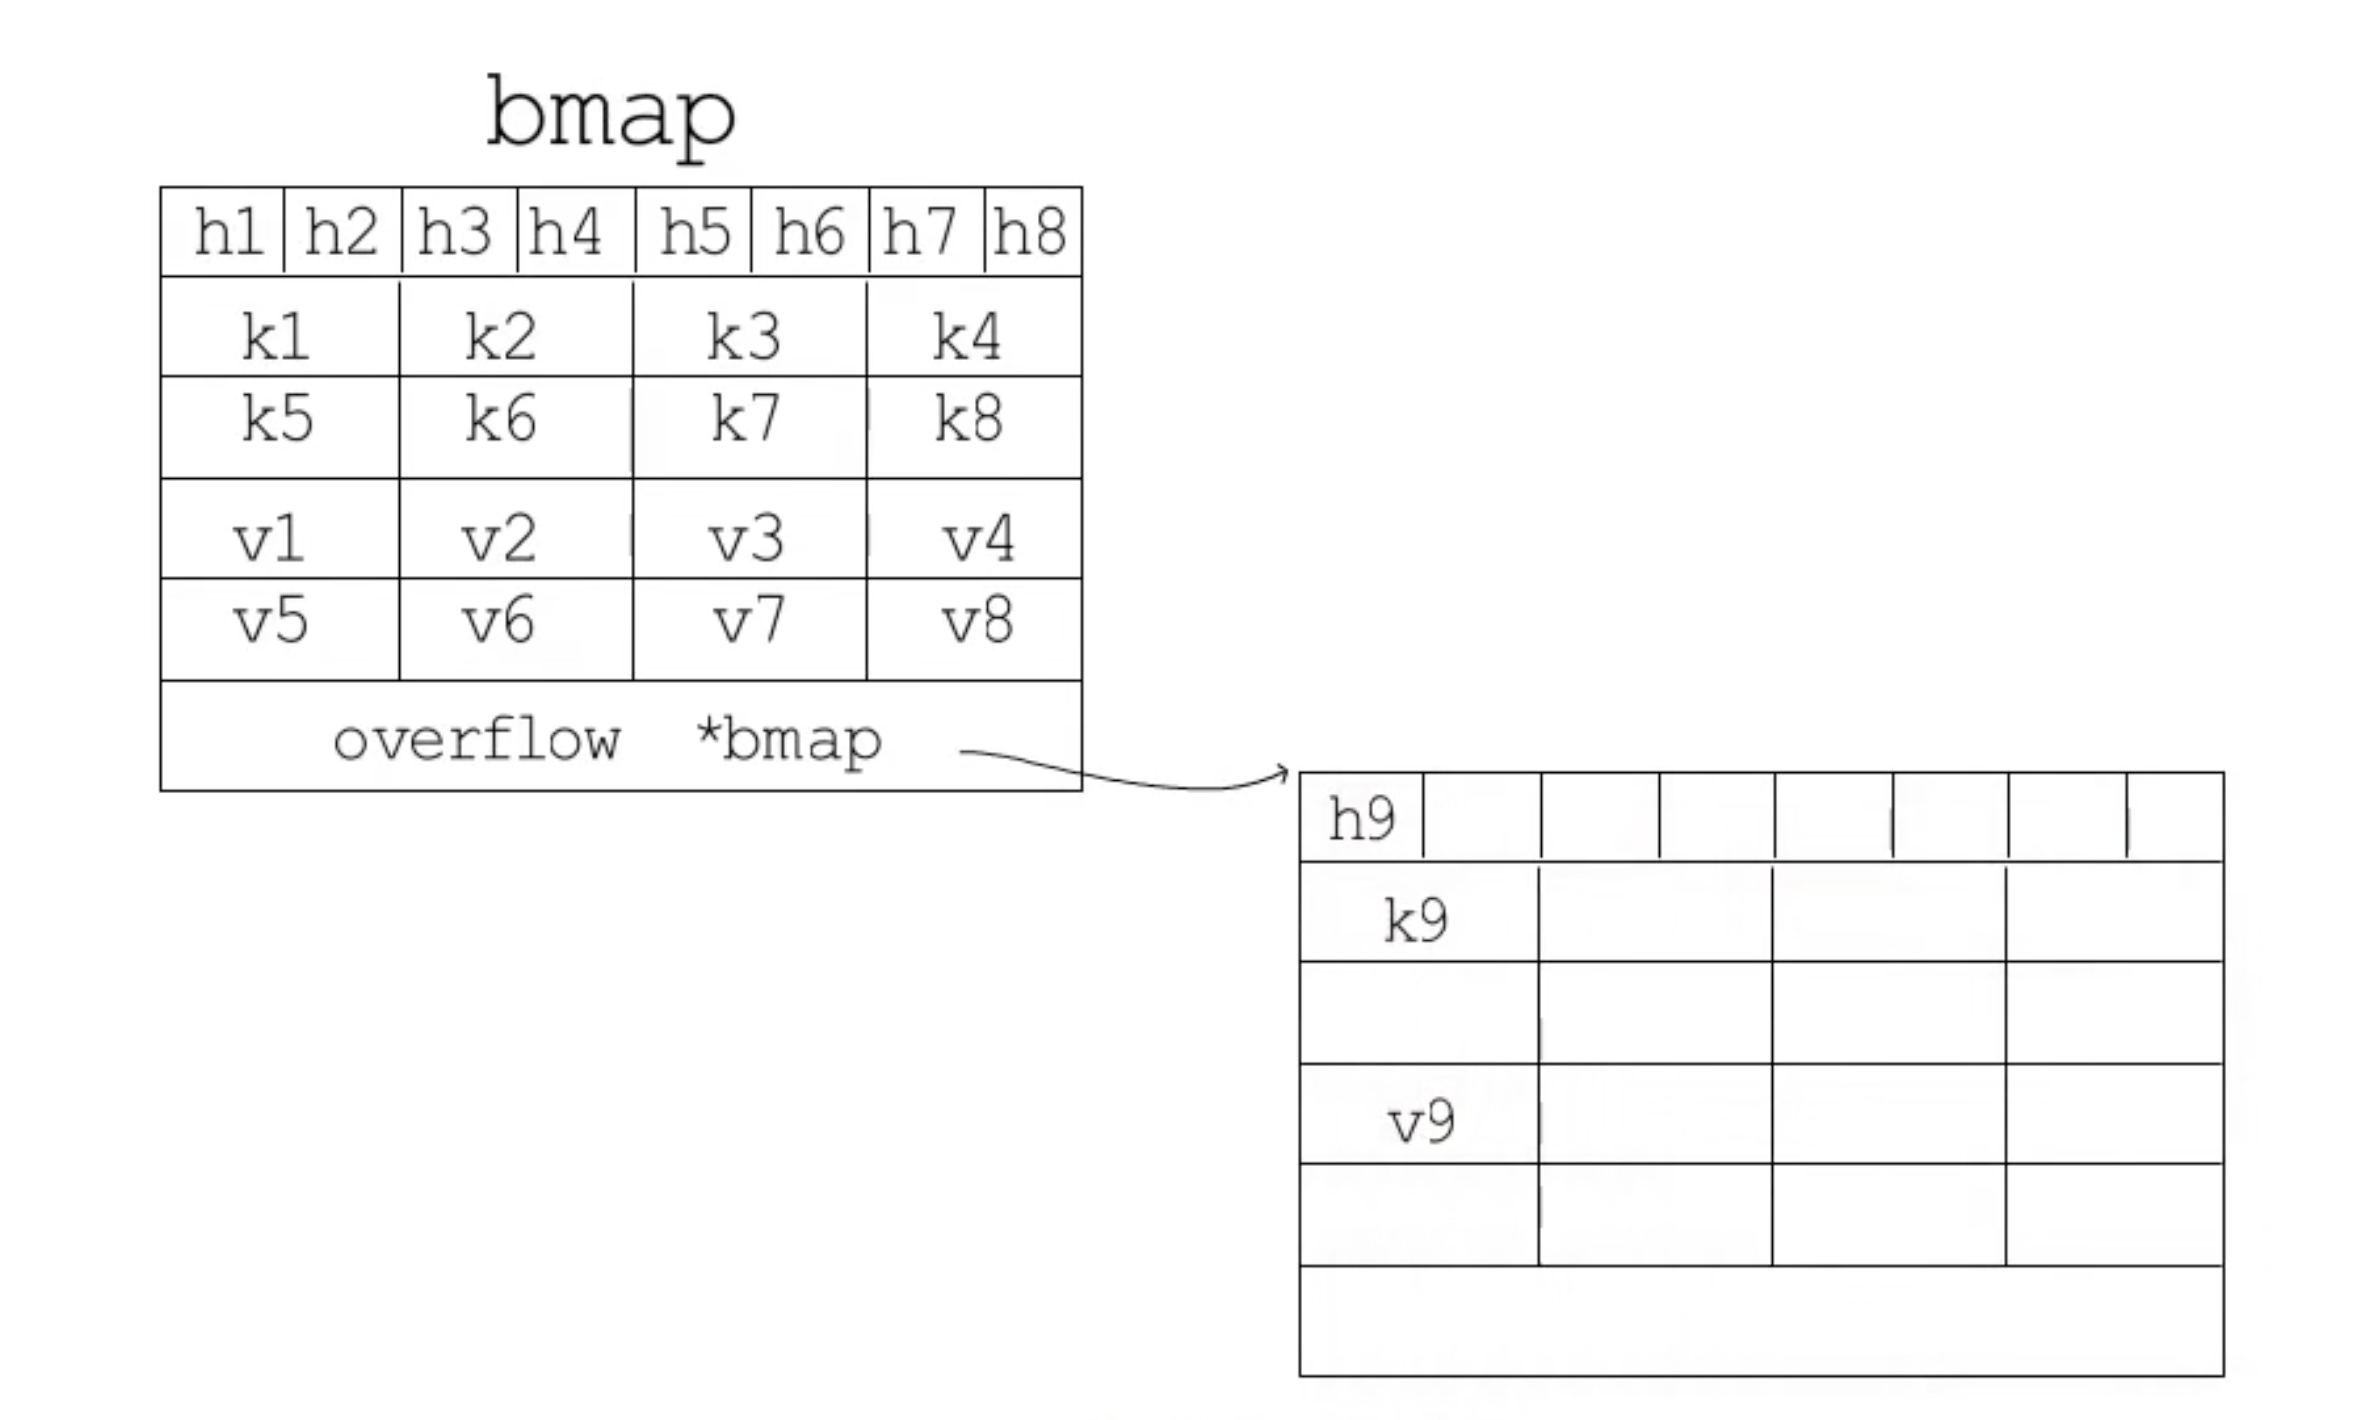 bmap
h1 h2 h3 h4 h5 h6 h7 h8
k1 k2 k3 k4
k5 k6 k7 k8
v1 v2 v3 v4
v5 v6 v7 v8
overflow *bmap
h9
k9
v9